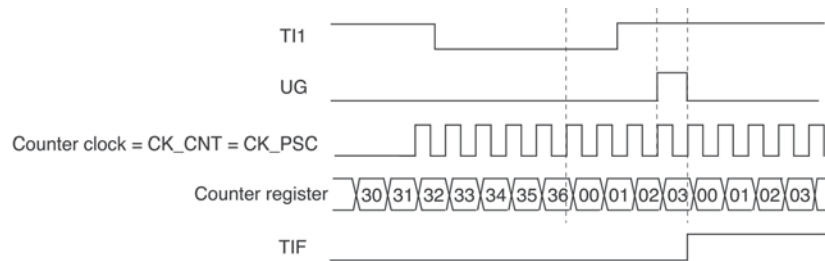 TI1
UG
Counter clock = CK_CNT = CK_PSC
Counter register 30 31 32 33 34 35 36 00 01 02 03 00 01 02 03
TIF